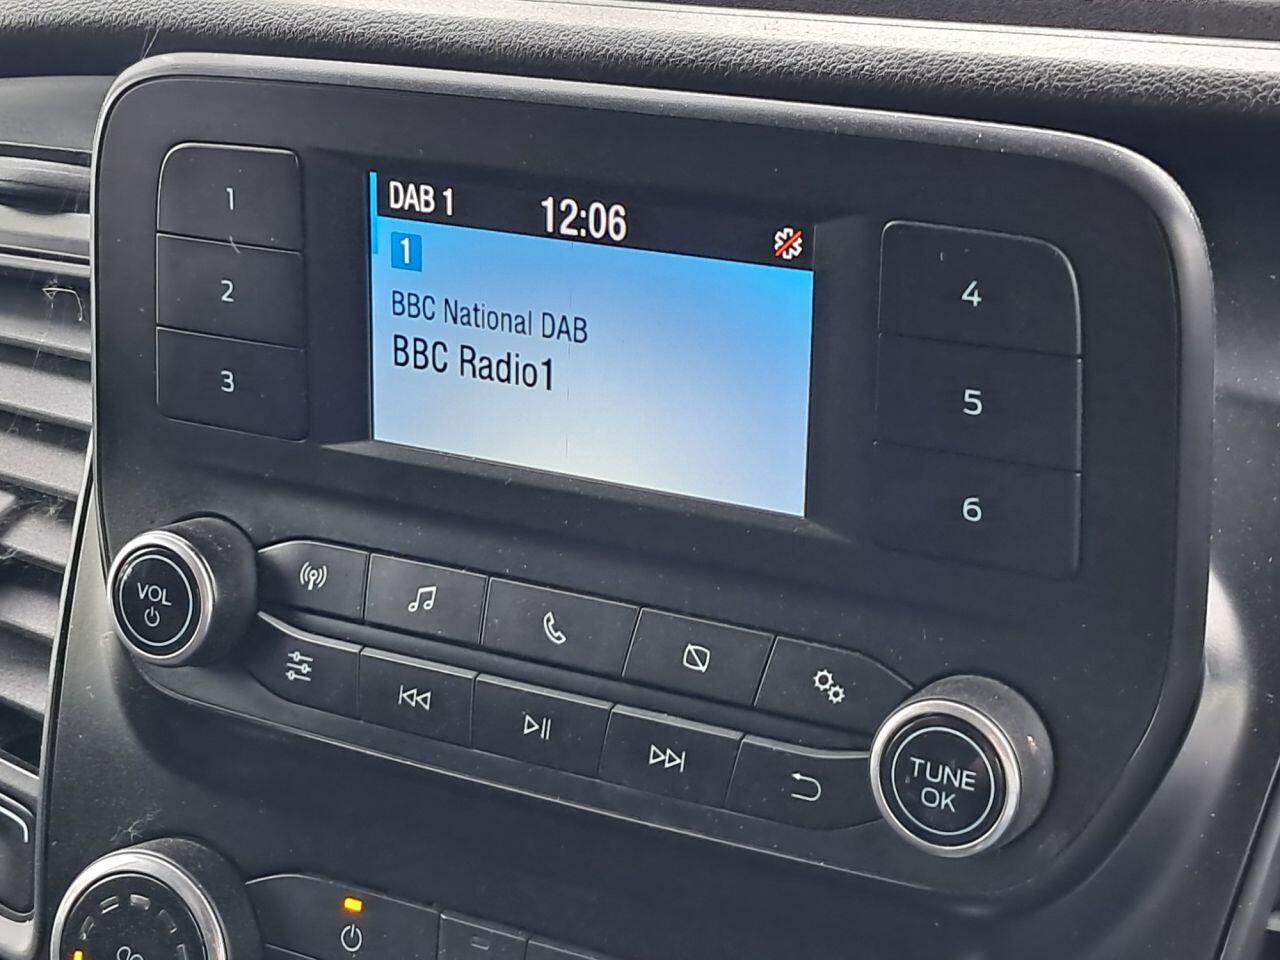 1
2
3
DAB 1 12:06
1
BBC National DAB
BBC Radio1
4
5
6
VOL
TUNE
OK